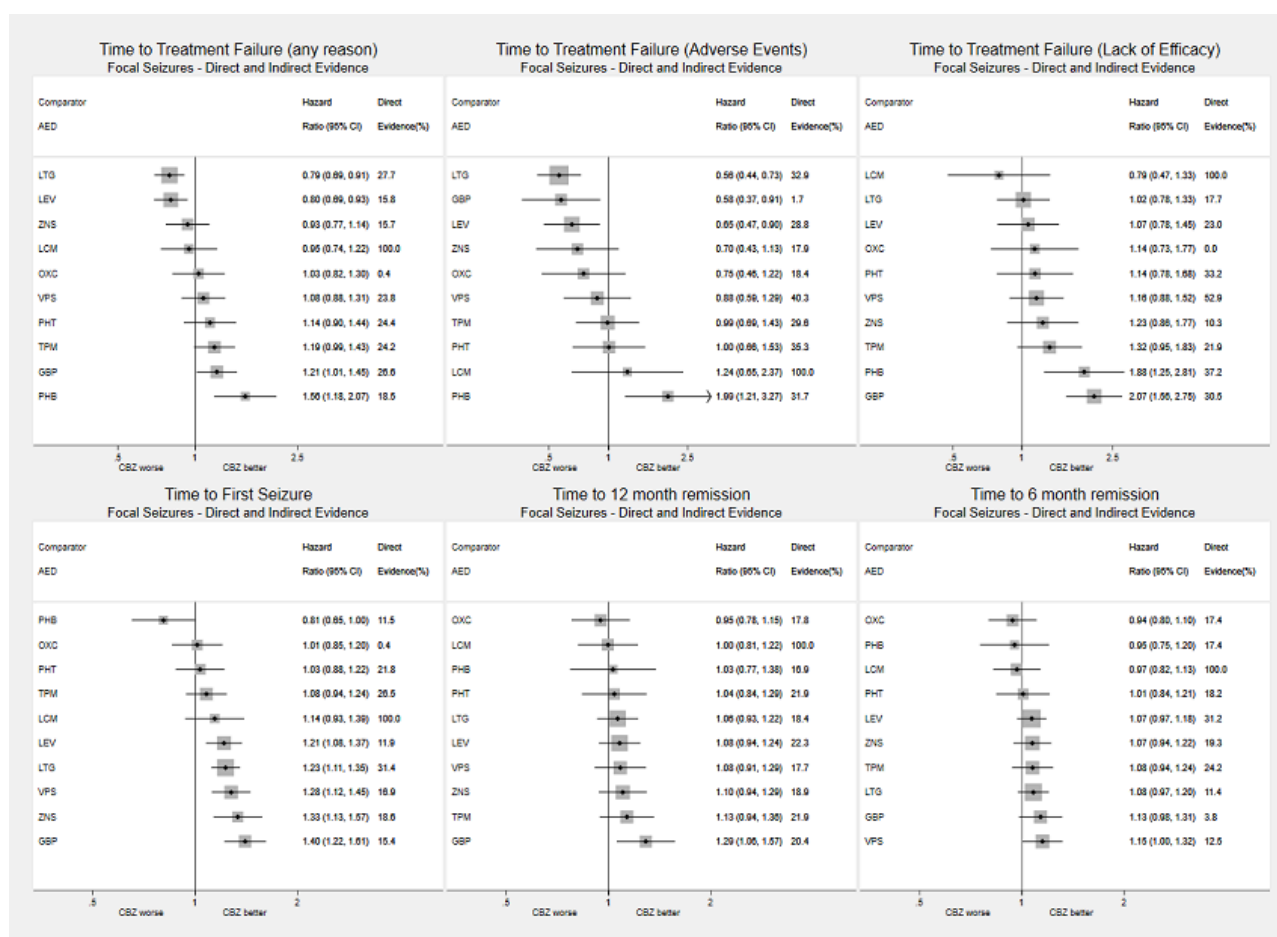 Time to Treatment Failure (any reason)
Focal Seizures - Direct and Indirect Evidence
Comparator Hazard Direct
AED Ratio (95% CI) Evidence(%)
LTG 0.79 (0.69, 0.91) 27.7
LEV 0.80 (0.69, 0.93) 15.8
ZNS 0.93 (0.77, 1.14) 15.7
LCM 0.95 (0.74, 1.22) 100.0
OXC 1.03 (0.82, 1.30) 0.4
VPS 1.08 (0.88, 1.31) 23.8
PHT 1.14 (0.90, 1.44) 24.4
TPM 1.19 (0.99, 1.43) 24.2
GBP 1.21 (1.01, 1.45) 26.6
PHB 1.56 (1.18, 2.07) 18.5
.5 1 2.5
CBZ worse CBZ better
Time to Treatment Failure (Adverse Events)
Focal Seizures - Direct and Indirect Evidence
Comparator Hazard Direct
AED Ratio (95% CI) Evidence(%)
LTG 0.56 (0.44, 0.73) 32.9
GBP 0.58 (0.37, 0.91) 1.7
LEV 0.65 (0.47, 0.90) 28.8
ZNS 0.70 (0.43, 1.13) 17.9
OXC 0.75 (0.46, 1.22) 18.4
VPS 0.88 (0.59, 1.29) 40.3
TPM 0.99 (0.69, 1.43) 29.6
PHT 1.00 (0.66, 1.53) 35.3
LCM 1.24 (0.65, 2.37) 100.0
PHB 1.99 (1.21, 3.27) 31.7
.5 1 2.5
CBZ worse CBZ better
Time to Treatment Failure (Lack of Efficacy)
Focal Seizures - Direct and Indirect Evidence
Comparator Hazard Direct
AED Ratio (95% CI) Evidence(%)
LCM 0.79 (0.47, 1.33) 100.0
LTG 1.02 (0.78, 1.33) 17.7
LEV 1.07 (0.78, 1.45) 23.0
OXC 1.14 (0.73, 1.77) 0.0
PHT 1.14 (0.78, 1.68) 33.2
VPS 1.16 (0.88, 1.52) 52.9
ZNS 1.23 (0.86, 1.77) 10.3
TPM 1.32 (0.95, 1.83) 21.9
PHB 1.88 (1.25, 2.81) 37.2
GBP 2.07 (1.56, 2.75) 30.5
.5 1 2.5
CBZ worse CBZ better
Time to First Seizure
Focal Seizures - Direct and Indirect Evidence
Comparator Hazard Direct
AED Ratio (95% CI) Evidence(%)
PHB 0.81 (0.65, 1.00) 11.5
OXC 1.01 (0.85, 1.20) 0.4
PHT 1.03 (0.88, 1.22) 21.8
TPM 1.08 (0.94, 1.24) 26.5
LCM 1.14 (0.93, 1.39) 100.0
LEV 1.21 (1.08, 1.37) 11.9
LTG 1.23 (1.11, 1.35) 31.4
VPS 1.28 (1.12, 1.45) 16.9
ZNS 1.33 (1.13, 1.57) 18.6
GBP 1.40 (1.22, 1.61) 15.4
.5 1 2
CBZ worse CBZ better
Time to 12 month remission
Focal Seizures - Direct and Indirect Evidence
Comparator Hazard Direct
AED Ratio (95% CI) Evidence(%)
OXC 0.95 (0.78, 1.15) 17.8
LCM 1.00 (0.81, 1.22) 100.0
PHB 1.03 (0.77, 1.38) 16.9
PHT 1.04 (0.84, 1.29) 21.9
LTG 1.06 (0.93, 1.22) 18.4
LEV 1.08 (0.94, 1.24) 22.3
VPS 1.08 (0.91, 1.29) 17.7
ZNS 1.10 (0.94, 1.29) 18.9
TPM 1.13 (0.94, 1.36) 21.9
GBP 1.29 (1.06, 1.57) 20.4
.5 1 2
CBZ worse CBZ better
Time to 6 month remission
Focal Seizures - Direct and Indirect Evidence
Comparator Hazard Direct
AED Ratio (95% CI) Evidence(%)
OXC 0.94 (0.80, 1.10) 17.4
PHB 0.95 (0.75, 1.20) 17.4
LCM 0.97 (0.82, 1.13) 100.0
PHT 1.01 (0.84, 1.21) 18.2
LEV 1.07 (0.97, 1.18) 31.2
ZNS 1.07 (0.94, 1.22) 19.3
TPM 1.08 (0.94, 1.24) 24.2
LTG 1.08 (0.97, 1.20) 11.4
GBP 1.13 (0.98, 1.31) 3.8
VPS 1.15 (1.00, 1.32) 12.5
.5 1 2
CBZ worse CBZ better